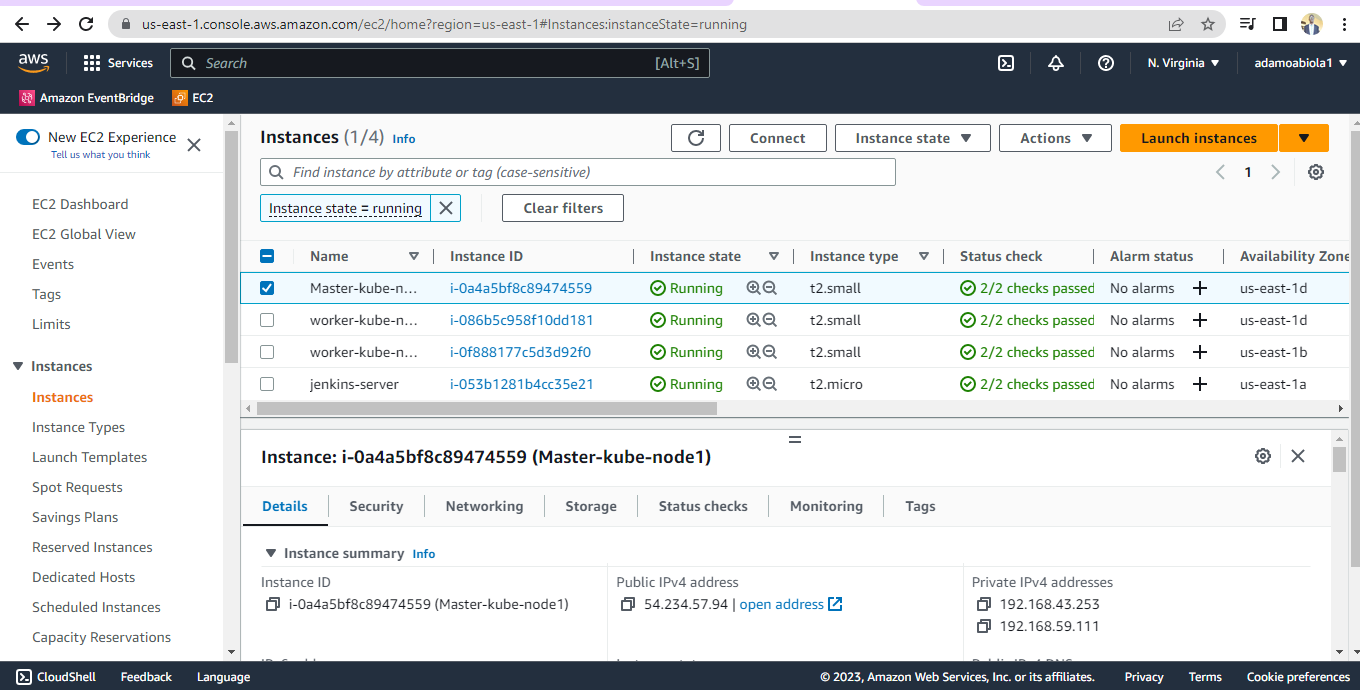 us-east-1.console.aws.amazon.com/ec2/home?region=us-east-1#Instances:instanceState=running
aws
Services
Search
[Alt+S]
N. Virginia
adamoabiola1
Amazon EventBridge
EC2
New EC2 Experience
Tell us what you think
EC2 Dashboard
EC2 Global View
Events
Tags
Limits
Instances
Instances
Instance Types
Launch Templates
Spot Requests
Savings Plans
Reserved Instances
Dedicated Hosts
Scheduled Instances
Capacity Reservations
Instances (1/4) Info
Connect
Instance state
Actions
Launch instances
Find instance by attribute or tag (case-sensitive)
1
Instance state = running
Clear filters
Name Instance ID Instance state Instance type Status check Alarm status Availability Zone
Master-kube-n... i-0a4a5bf8c89474559 Running t2.small 2/2 checks passed No alarms us-east-1d
worker-kube-n... i-086b5c958f10dd181 Running t2.small 2/2 checks passed No alarms us-east-1d
worker-kube-n... i-0f888177c5d3d92f0 Running t2.small 2/2 checks passed No alarms us-east-1b
jenkins-server i-053b1281b4cc35e21 Running t2.micro 2/2 checks passed No alarms us-east-1a
Instance: i-0a4a5bf8c89474559 (Master-kube-node1)
Details Security Networking Storage Status checks Monitoring Tags
Instance summary Info
Instance ID
i-0a4a5bf8c89474559 (Master-kube-node1)
Public IPv4 address
54.234.57.94 | open address
Private IPv4 addresses
192.168.43.253
192.168.59.111
CloudShell Feedback Language © 2023, Amazon Web Services, Inc. or its affiliates. Privacy Terms Cookie preferences